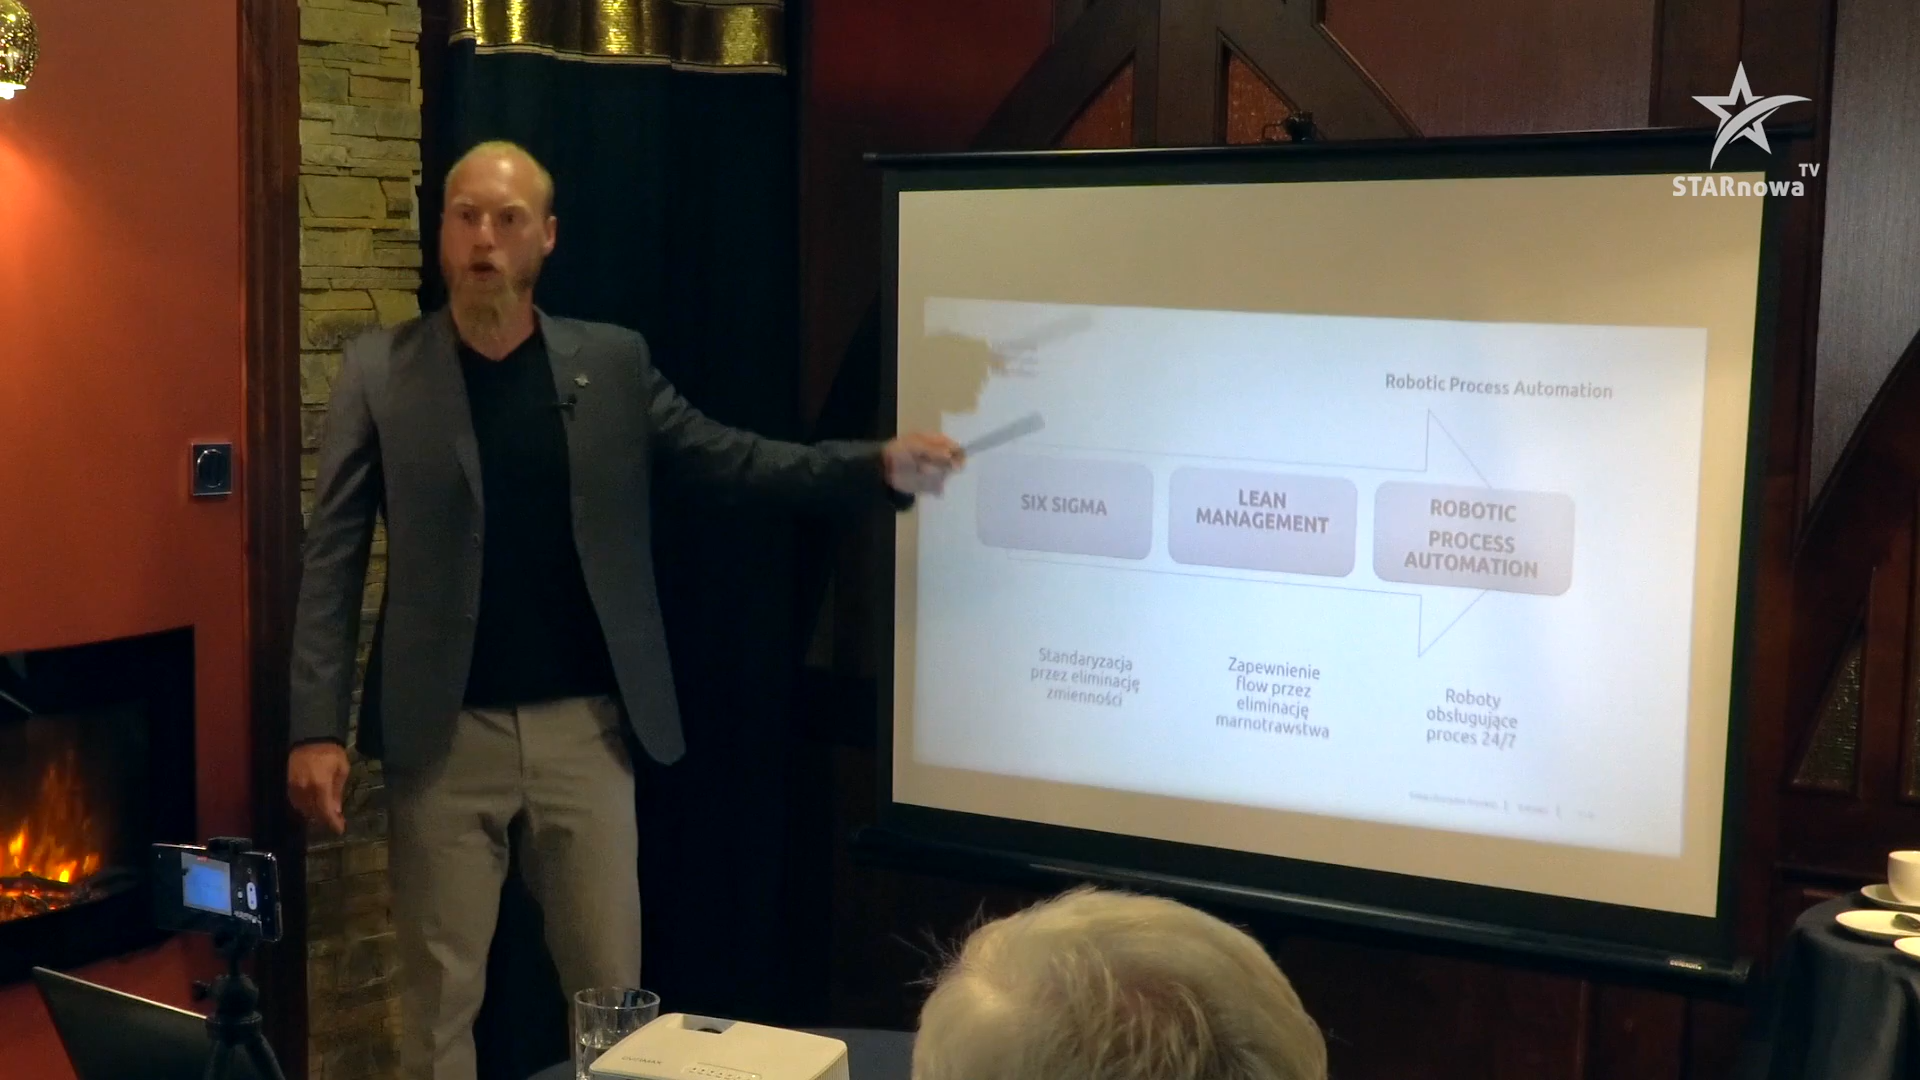 TV
STARnowa
Robotic Process Automation
SIX SIGMA
LEAN
MANAGEMENT
ROBOTIC
PROCESS
AUTOMATION
Standaryzacja
przez eliminację
zmienności
Zapewnienie
flow przez
eliminację
marnotrawstwa
Roboty
obsługujące
proces 24/7